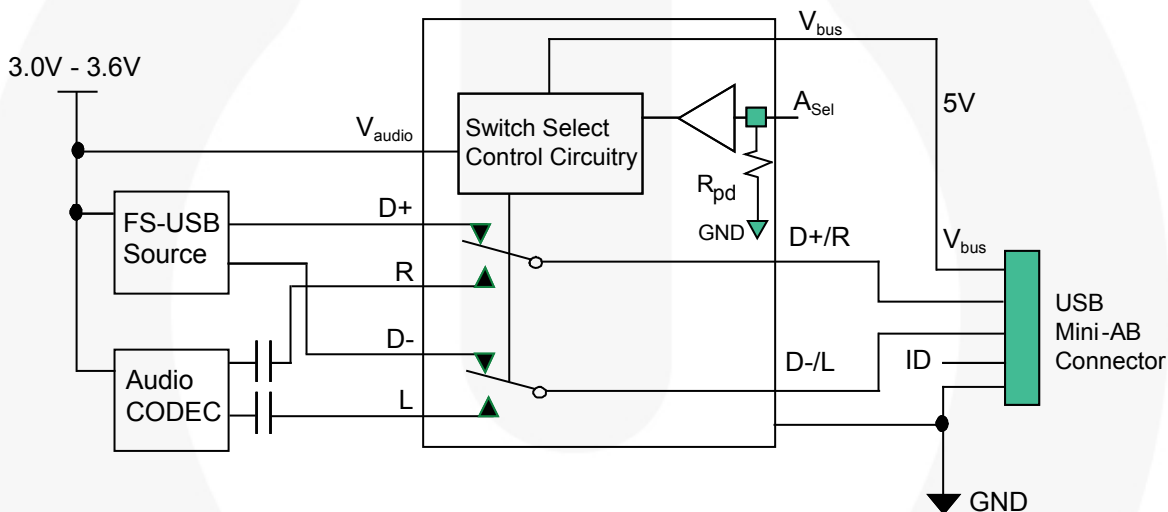 V_bus
3.0V - 3.6V
5V
A_Sel
V_audio
Switch Select
Control Circuitry
R_pd
GND
D+
FS-USB
Source
R
D+/R
V_bus
USB
Mini-AB
Connector
D-
D-/L
ID
Audio
CODEC
L
GND